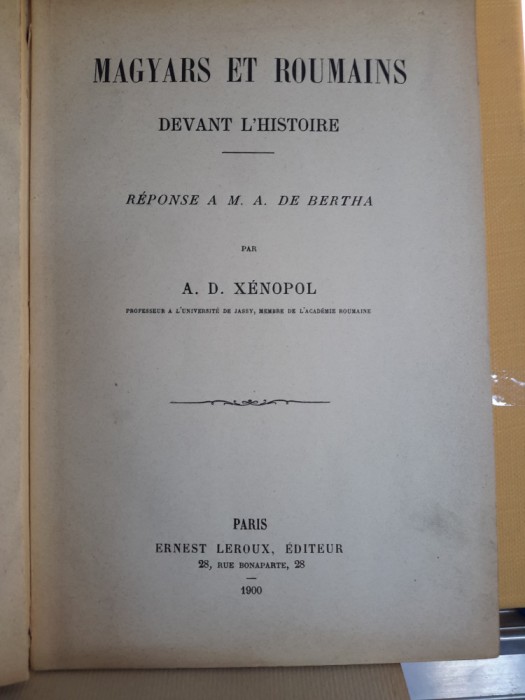 MAGYARS ET ROUMAINS
DEVANT L'HISTOIRE
RÉPONSE A M. A. DE BERTHA
PAR
A. D. XÉNOPOL
PROFESSEUR A L'UNIVERSITÉ DE JASSY, MEMBRE DE L'ACADÉMIE ROUMAINE
PARIS
ERNEST LEROUX, ÉDITEUR
28, RUE BONAPARTE, 28
1900